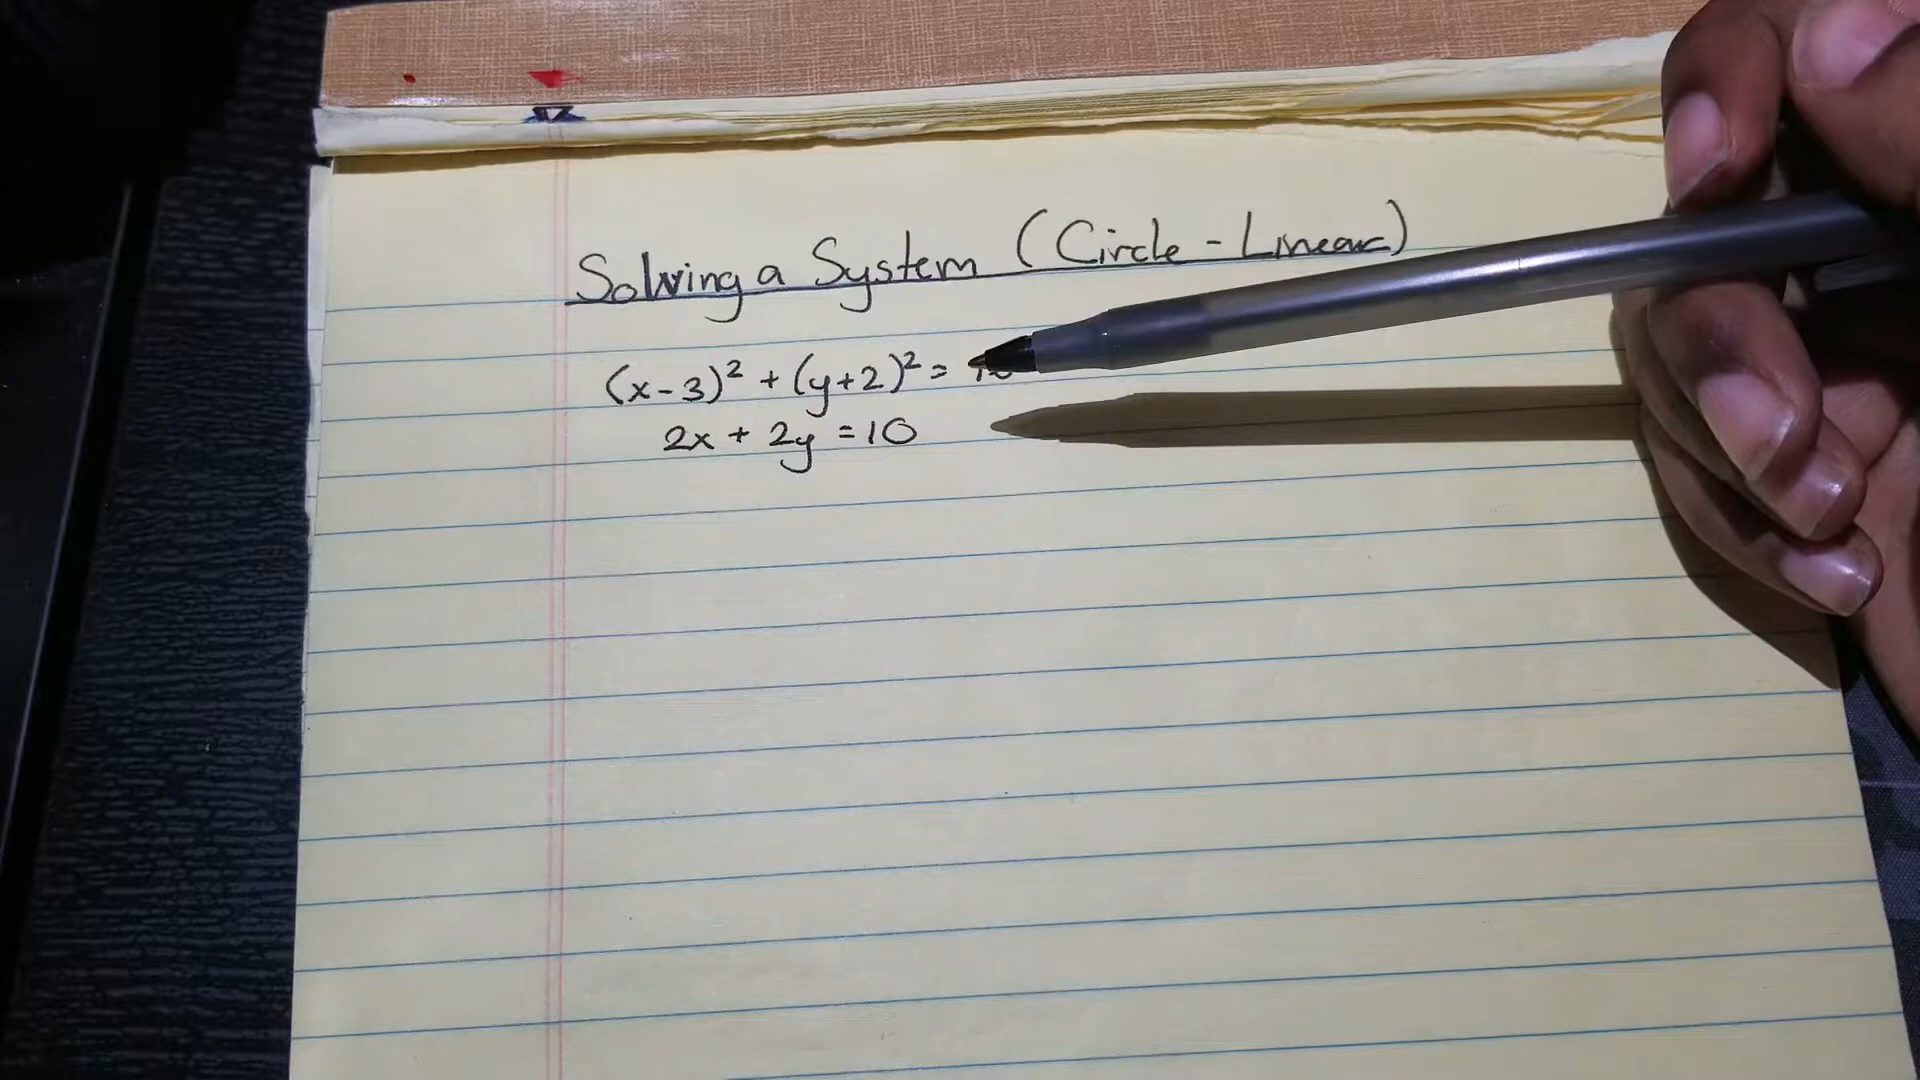 Solving a System (Circle - Linear)
(x-3)² + (y+2)² =
2x + 2y = 10